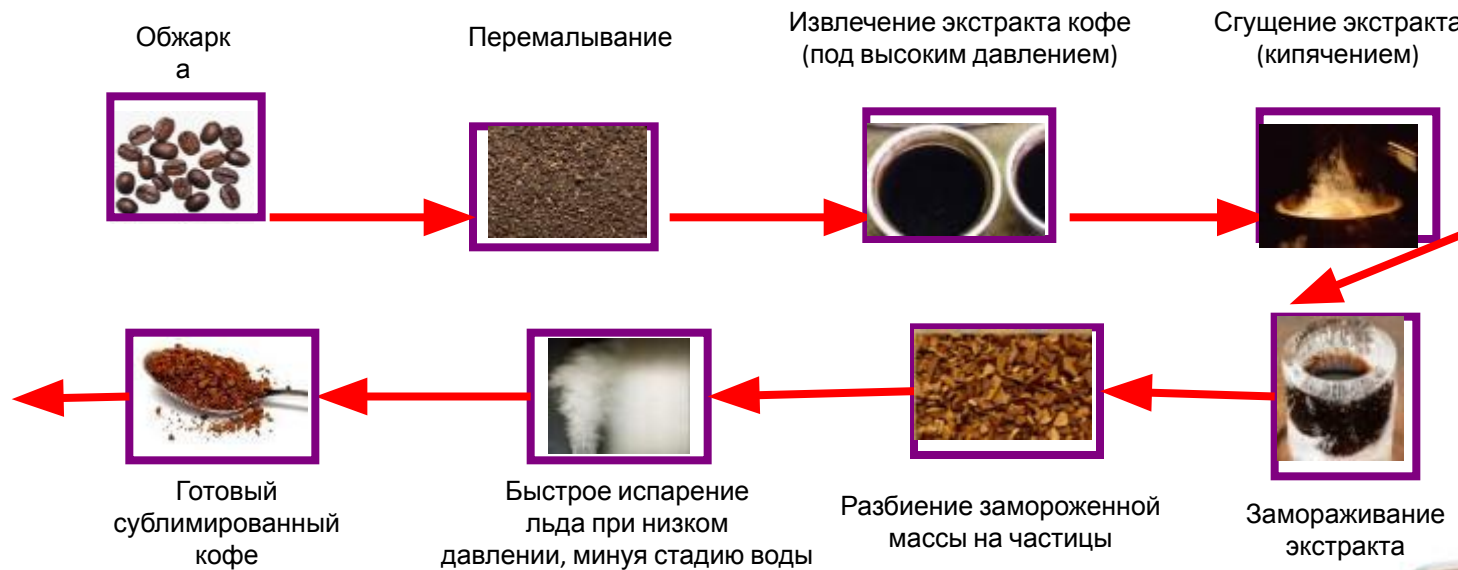 Обжарк
а
Перемалывание
Извлечение экстракта кофе
(под высоким давлением)
Сгущение экстракта
(кипячением)
Готовый
сублимированный
кофе
Быстрое испарение
льда при низком
давлении, минуя стадию воды
Разбиение замороженной
массы на частицы
Замораживание
экстракта